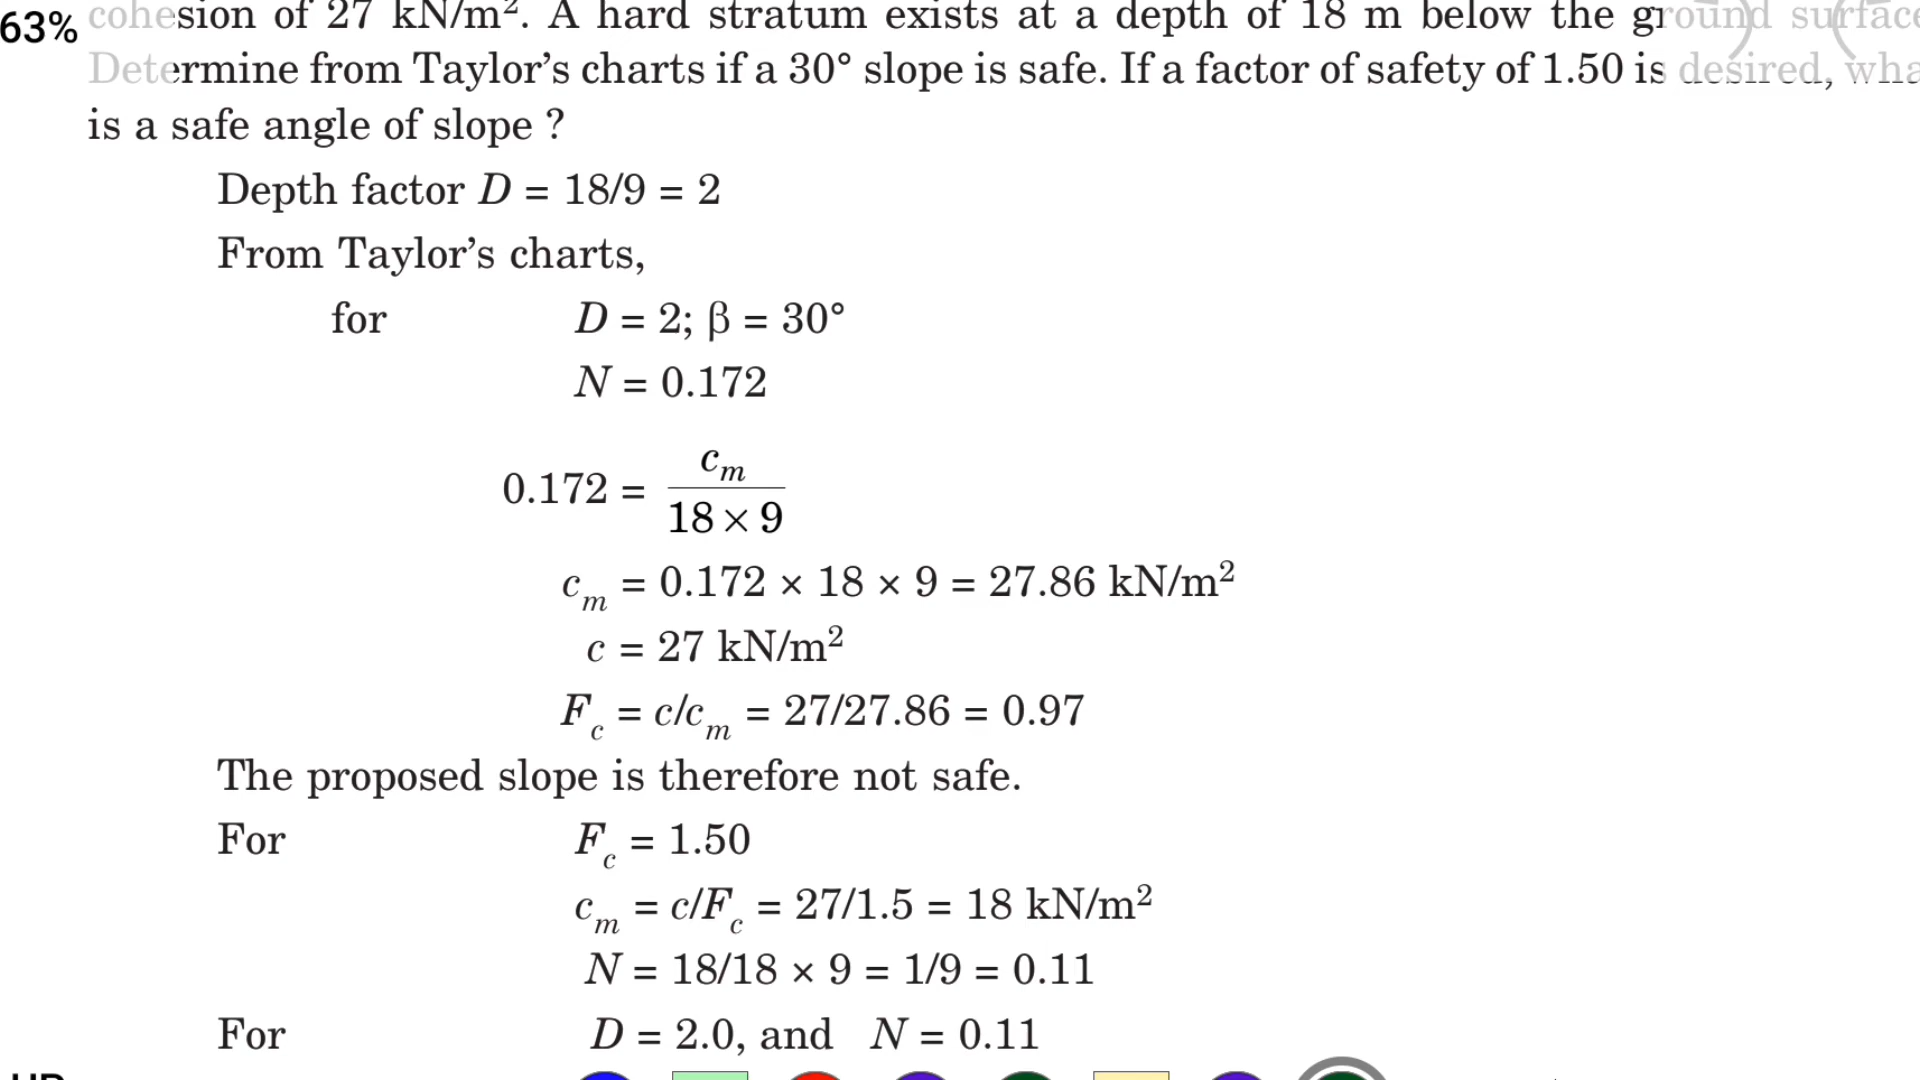 63% cohesion of 27 kN/m². A hard stratum exists at a depth of 18 m below the ground surface
Determine from Taylor’s charts if a 30° slope is safe. If a factor of safety of 1.50 is desired, wha
is a safe angle of slope ?
Depth factor D = 18/9 = 2
From Taylor’s charts,
for D = 2; β = 30°
N = 0.172
0.172 = cₘ / 18 × 9
cₘ = 0.172 × 18 × 9 = 27.86 kN/m²
c = 27 kN/m²
F_c = c/cₘ = 27/27.86 = 0.97
The proposed slope is therefore not safe.
For F_c = 1.50
cₘ = c/F_c = 27/1.5 = 18 kN/m²
N = 18/18 × 9 = 1/9 = 0.11
For D = 2.0, and N = 0.11